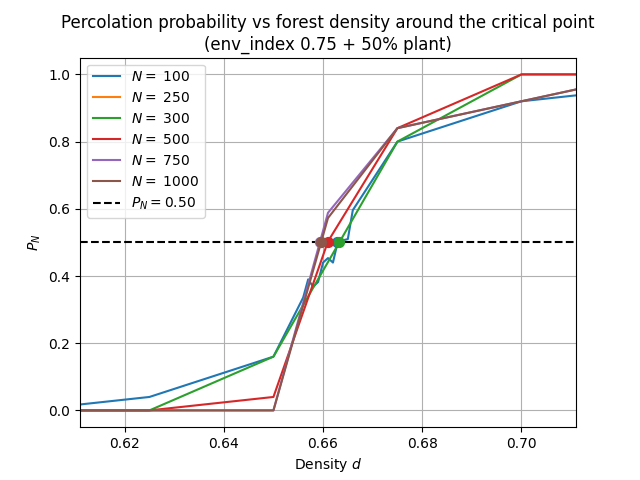 Percolation probability vs forest density around the critical point
(env_index 0.75 + 50% plant)
1.0
0.8
0.6
0.4
0.2
0.0
P_N
N = 100
N = 250
N = 300
N = 500
N = 750
N = 1000
P_N = 0.50
0.62
0.64
0.66
0.68
0.70
Density d